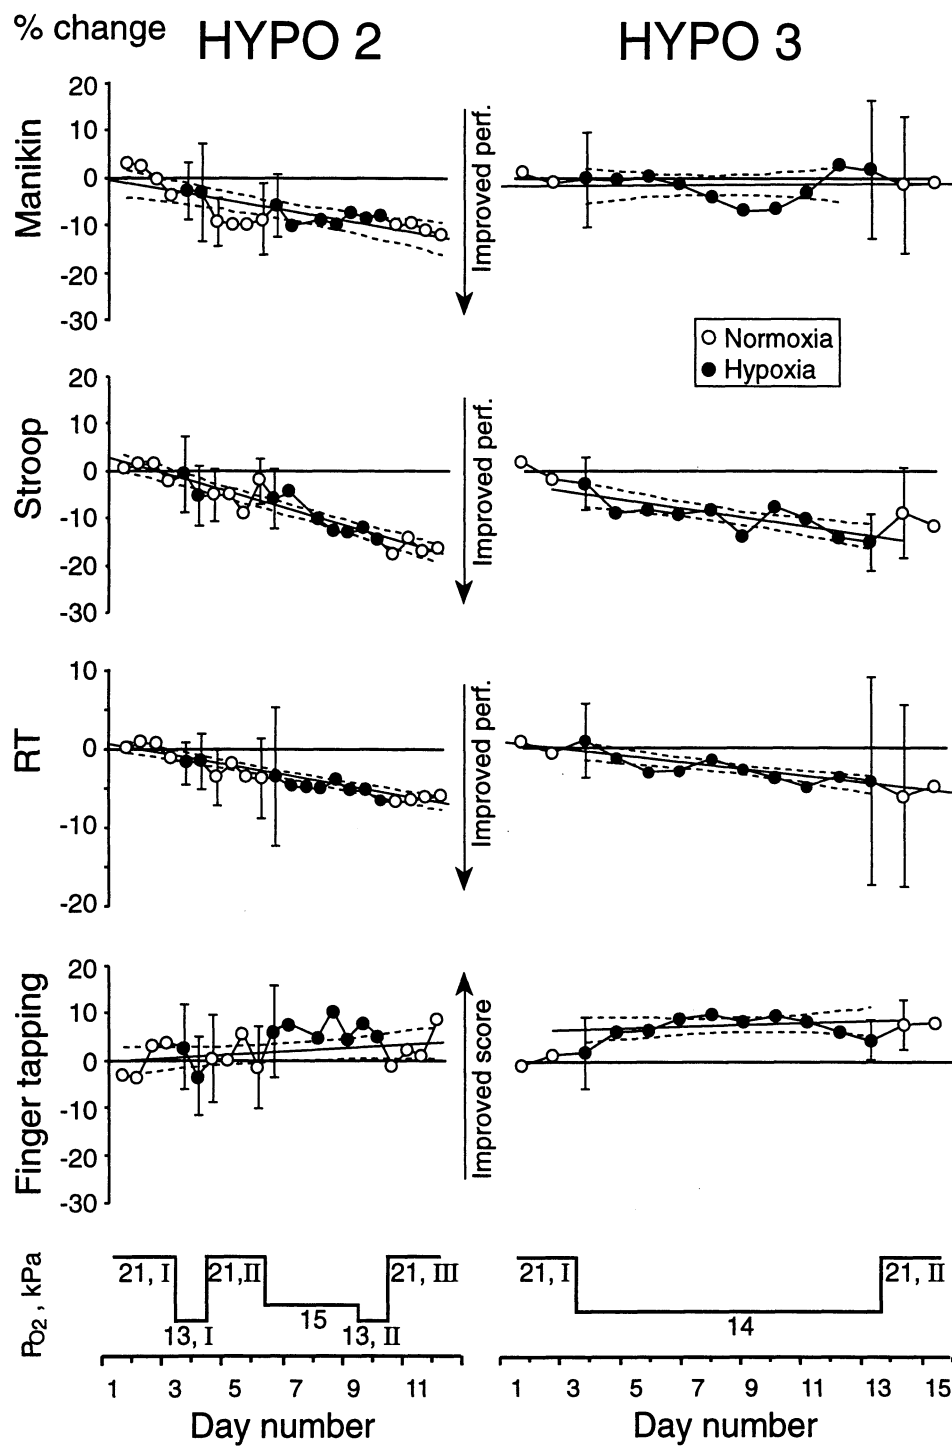 % change
HYPO 2
HYPO 3
Manikin
20
10
0
-10
-20
-30
Improved perf.
Normoxia
Hypoxia
Stroop
20
10
0
-10
-20
-30
Improved perf.
RT
10
0
-10
-20
Improved perf.
Finger tapping
20
10
0
-10
-20
-30
Improved score
PO2, kPa
21, I
13, I
21, II
15
13, II
21, III
21, I
14
21, II
1 3 5 7 9 11
1 3 5 7 9 11 13 15
Day number
Day number